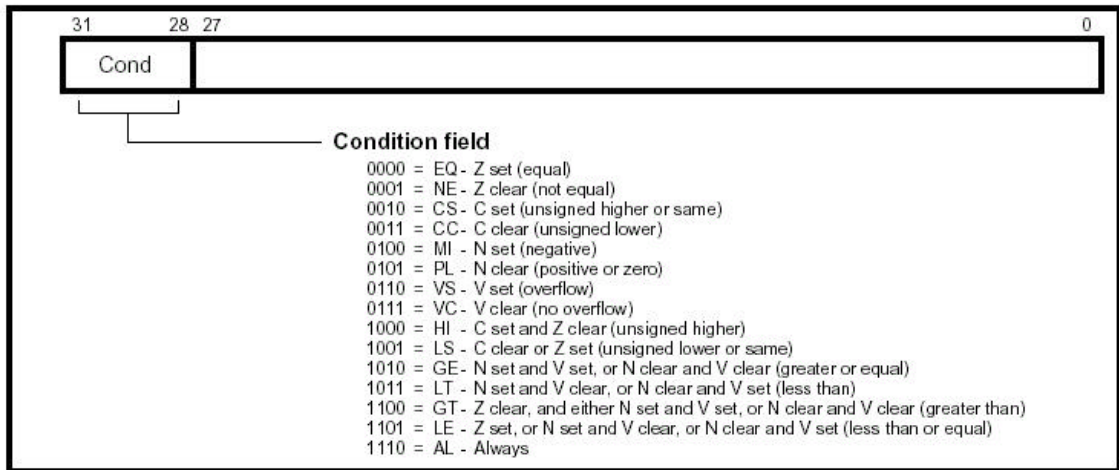 31 28 27 0
Cond
Condition field
0000 = EQ - Z set (equal)
0001 = NE - Z clear (not equal)
0010 = CS - C set (unsigned higher or same)
0011 = CC - C clear (unsigned lower)
0100 = MI - N set (negative)
0101 = PL - N clear (positive or zero)
0110 = VS - V set (overflow)
0111 = VC - V clear (no overflow)
1000 = HI - C set and Z clear (unsigned higher)
1001 = LS - C clear or Z set (unsigned lower or same)
1010 = GE - N set and V set, or N clear and V clear (greater or equal)
1011 = LT - N set and V clear, or N clear and V set (less than)
1100 = GT - Z clear, and either N set and V set, or N clear and V clear (greater than)
1101 = LE - Z set, or N set and V clear, or N clear and V set (less than or equal)
1110 = AL - Always